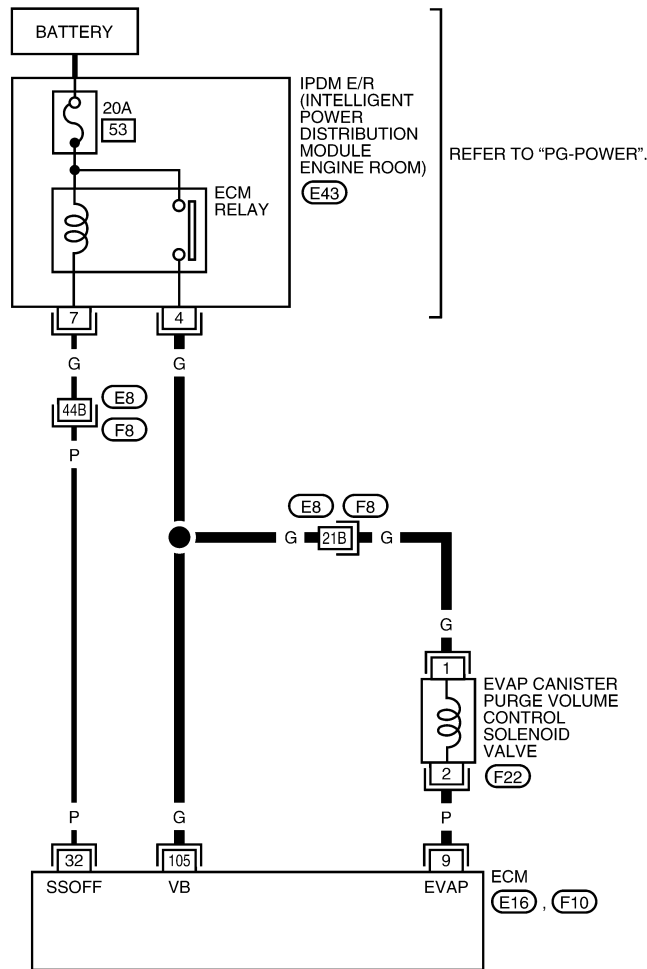 BATTERY
20A
53
IPDM E/R
(INTELLIGENT
POWER
DISTRIBUTION
MODULE
ENGINE ROOM)
E43
REFER TO “PG-POWER”.
ECM
RELAY
7
4
G
G
44B
E8
F8
P
E8
F8
G
21B
G
G
1
EVAP CANISTER
PURGE VOLUME
CONTROL
SOLENOID
VALVE
2
F22
P
G
P
32
105
9
SSOFF
VB
EVAP
ECM
E16 , F10